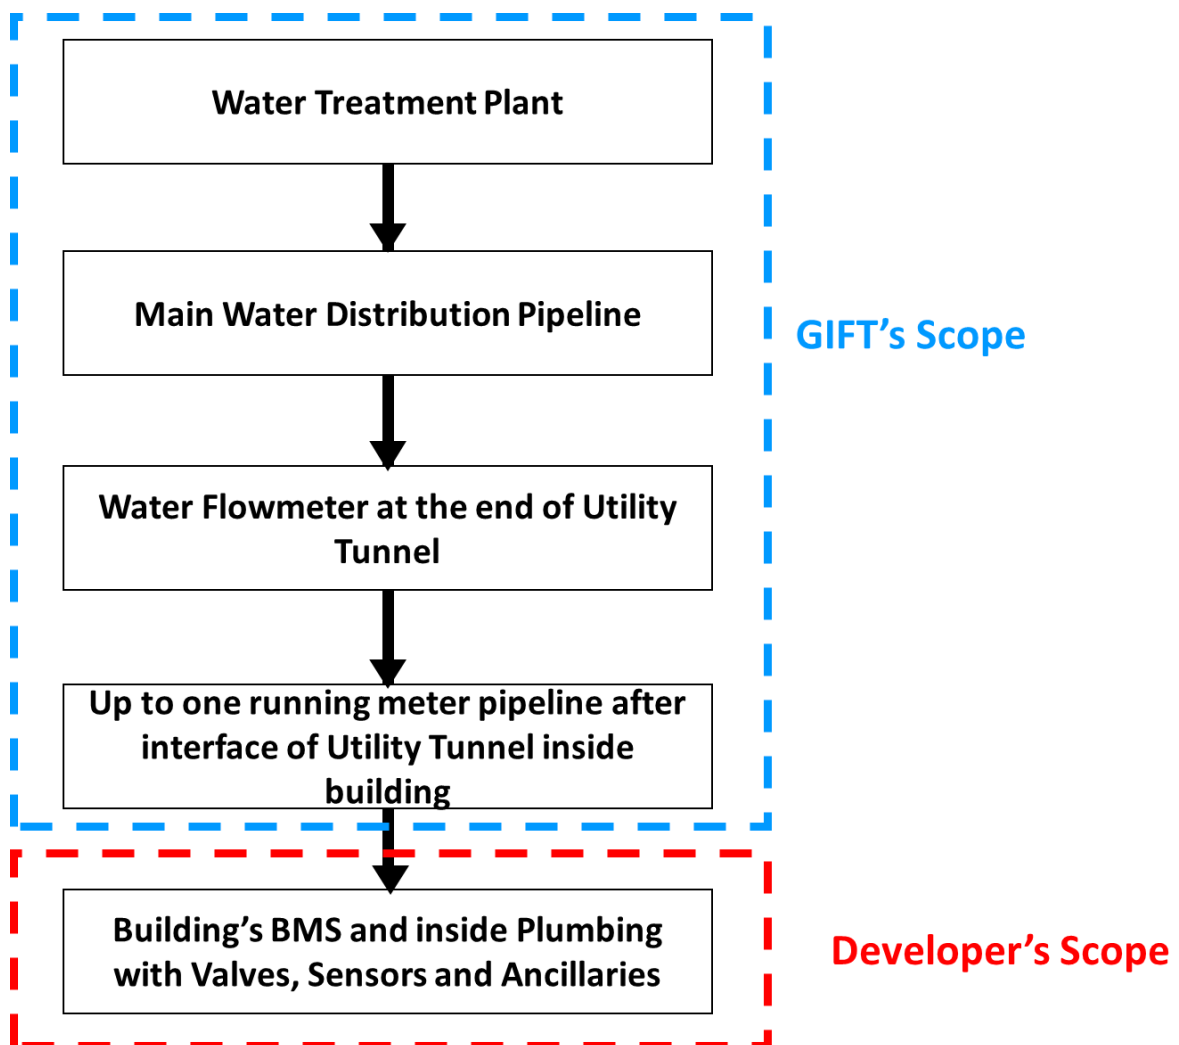 Water Treatment Plant
Main Water Distribution Pipeline
GIFT’s Scope
Water Flowmeter at the end of Utility
Tunnel
Up to one running meter pipeline after
interface of Utility Tunnel inside
building
Building’s BMS and inside Plumbing
with Valves, Sensors and Ancillaries
Developer’s Scope